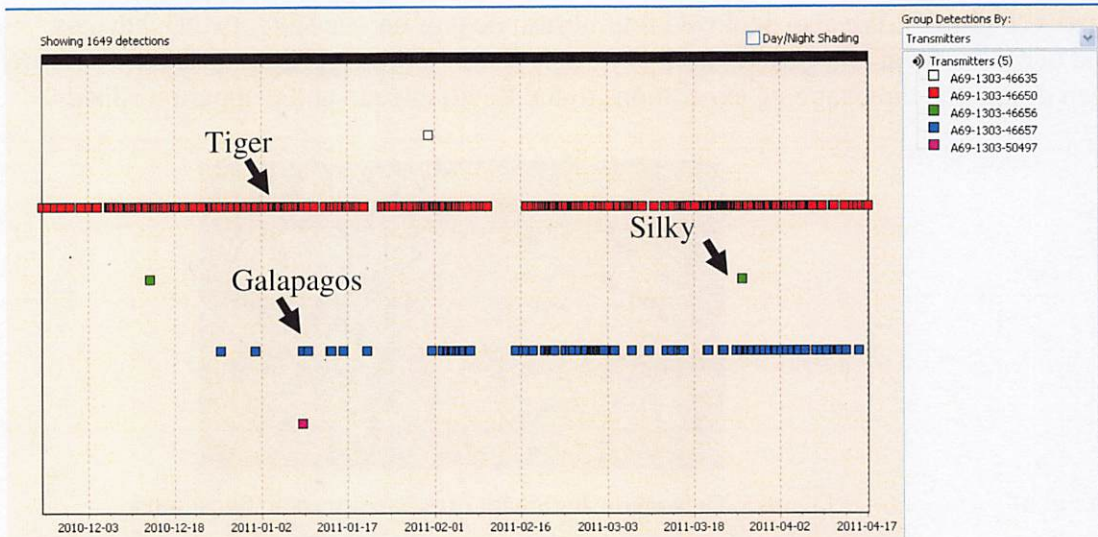 Group Detections By:
Showing 1649 detections
Day/Night Shading
Transmitters
Transmitters (5)
A69-1303-46635
A69-1303-46650
A69-1303-46656
A69-1303-46657
A69-1303-50497
Tiger
Silky
Galapagos
2010-12-03 2010-12-18 2011-01-02 2011-01-17 2011-02-01 2011-02-16 2011-03-03 2011-03-18 2011-04-02 2011-04-17